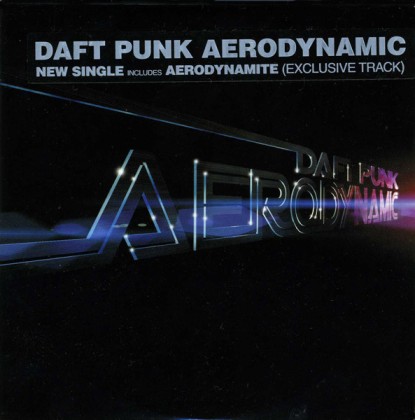 DAFT PUNK AERODYNAMIC
NEW SINGLE INCLUDES AERODYNAMITE (EXCLUSIVE TRACK)
DAFT PUNK
AERODYNAMIC